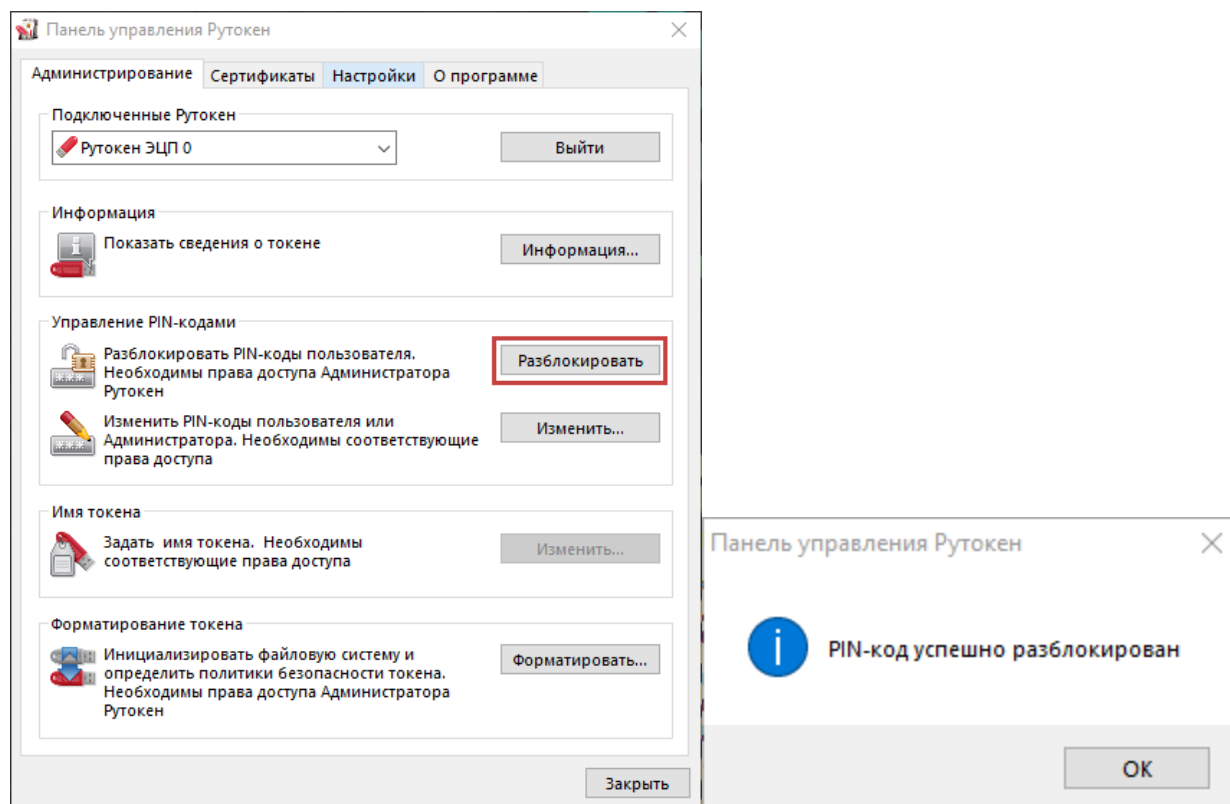 Панель управления Рутокен
Администрирование Сертификаты Настройки О программе
Подключенные Рутокен
Рутокен ЭЦП 0
Выйти
Информация
Показать сведения о токене
Информация...
Управление PIN-кодами
Разблокировать PIN-коды пользователя.
Необходимы права доступа Администратора
Рутокен
Разблокировать
Изменить PIN-коды пользователя или
Администратора. Необходимы соответствующие
права доступа
Изменить...
Имя токена
Задать имя токена. Необходимы
соответствующие права доступа
Изменить...
Форматирование токена
Инициализировать файловую систему и
определить политики безопасности токена.
Необходимы права доступа Администратора
Рутокен
Форматировать...
Закрыть
Панель управления Рутокен
PIN-код успешно разблокирован
ОК